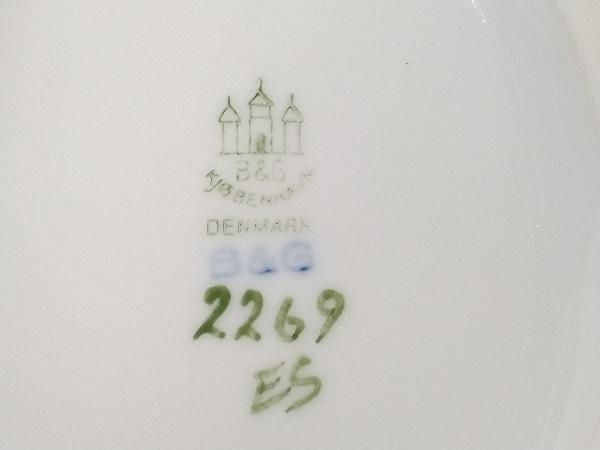 B&G
KJØBENHAVN
DENMARK
B&G
2269
ES